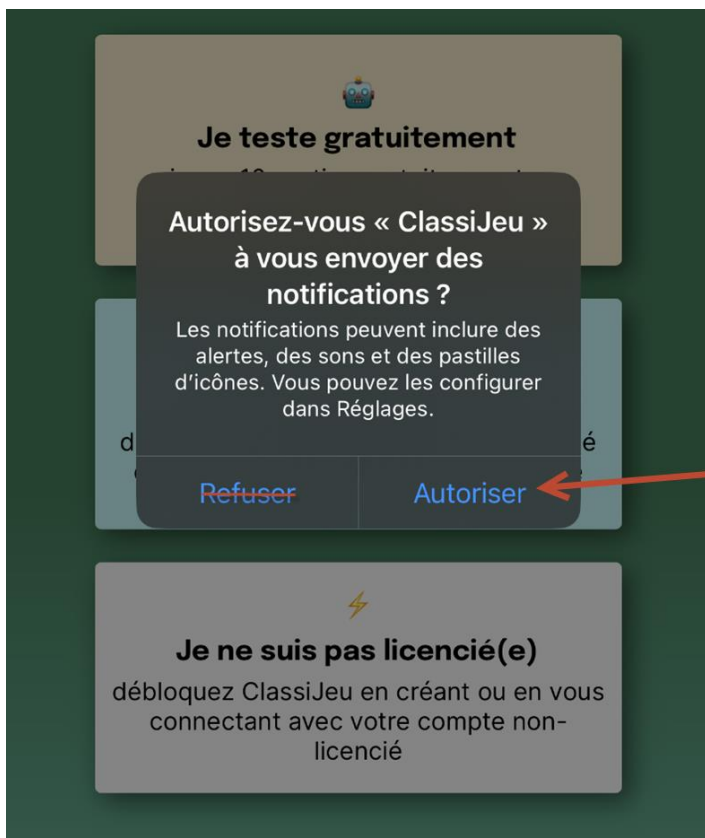 Je teste gratuitement
Autorisez-vous « ClassiJeu »
à vous envoyer des
notifications ?
Les notifications peuvent inclure des
alertes, des sons et des pastilles
d'icônes. Vous pouvez les configurer
dans Réglages.
Refuser Autoriser
Je ne suis pas licencié(e)
débloquez ClassiJeu en créant ou en vous
connectant avec votre compte non-
licencié